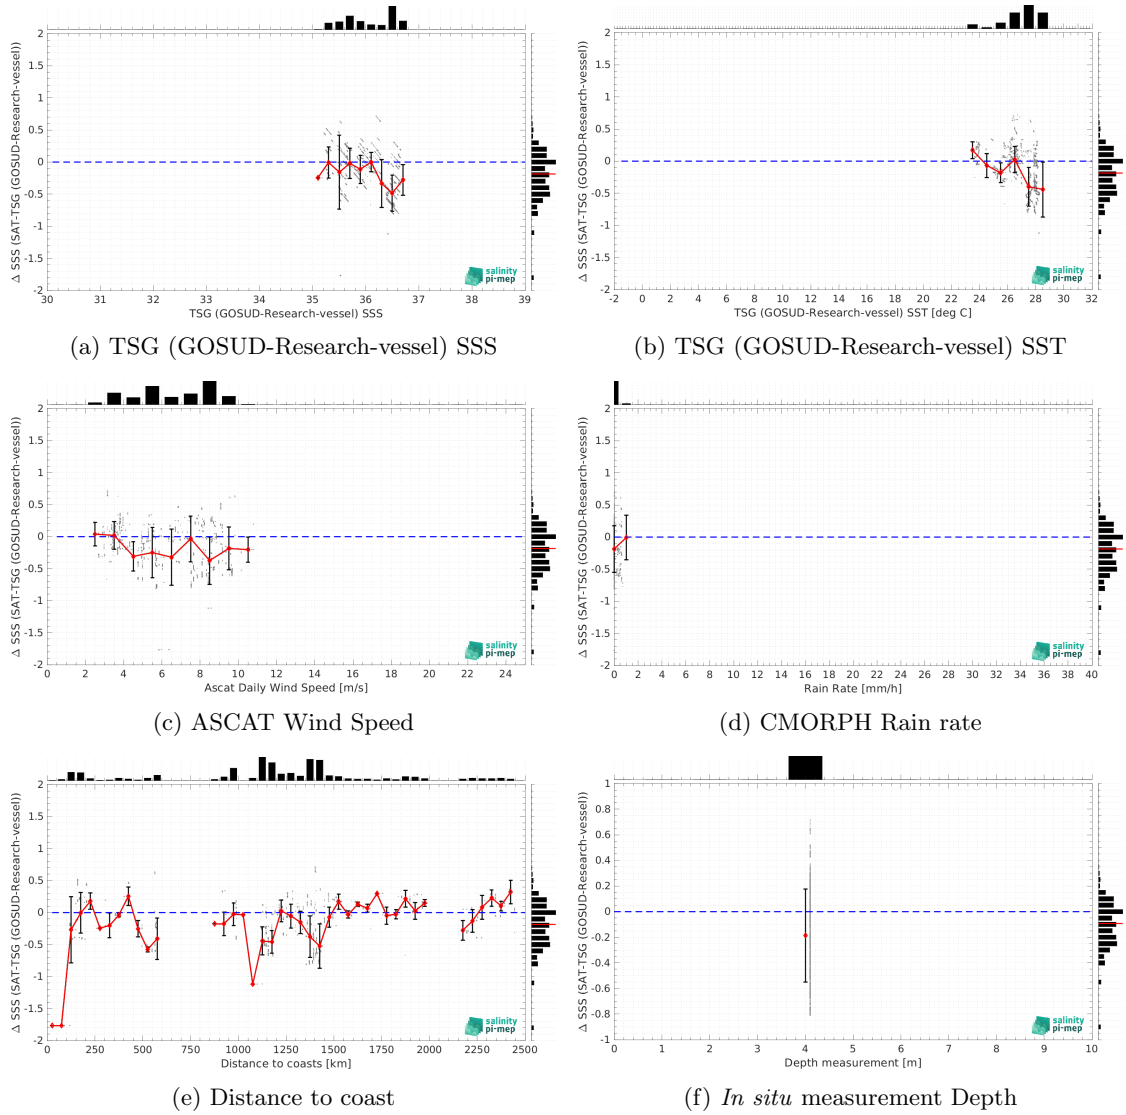 2
1.5
1
0.5
0
-0.5
-1
-1.5
-2
Δ SSS (SAT-TSG (GOSUD-Research-vessel))
30 31 32 33 34 35 36 37 38 39
TSG (GOSUD-Research-vessel) SSS
salinity
pi-mep
(a) TSG (GOSUD-Research-vessel) SSS
2
1.5
1
0.5
0
-0.5
-1
-1.5
-2
Δ SSS (SAT-TSG (GOSUD-Research-vessel))
-2 0 2 4 6 8 10 12 14 16 18 20 22 24 26 28 30 32
TSG (GOSUD-Research-vessel) SST [deg C]
salinity
pi-mep
(b) TSG (GOSUD-Research-vessel) SST
2
1.5
1
0.5
0
-0.5
-1
-1.5
-2
Δ SSS (SAT-TSG (GOSUD-Research-vessel))
0 2 4 6 8 10 12 14 16 18 20 22 24
Ascat Daily Wind Speed [m/s]
salinity
pi-mep
(c) ASCAT Wind Speed
2
1.5
1
0.5
0
-0.5
-1
-1.5
-2
Δ SSS (SAT-TSG (GOSUD-Research-vessel))
0 2 4 6 8 10 12 14 16 18 20 22 24 26 28 30 32 34 36 38 40
Rain Rate [mm/h]
salinity
pi-mep
(d) CMORPH Rain rate
2
1.5
1
0.5
0
-0.5
-1
-1.5
-2
Δ SSS (SAT-TSG (GOSUD-Research-vessel))
0 250 500 750 1000 1250 1500 1750 2000 2250 2500
Distance to coasts [km]
salinity
pi-mep
(e) Distance to coast
1
0.8
0.6
0.4
0.2
0
-0.2
-0.4
-0.6
-0.8
-1
Δ SSS (SAT-TSG (GOSUD-Research-vessel))
0 1 2 3 4 5 6 7 8 9 10
Depth measurement [m]
salinity
pi-mep
(f) In situ measurement Depth